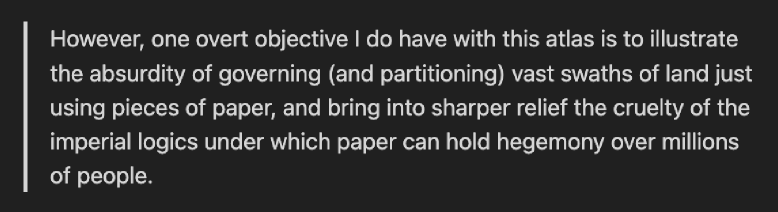 However, one overt objective I do have with this atlas is to illustrate
the absurdity of governing (and partitioning) vast swaths of land just
using pieces of paper, and bring into sharper relief the cruelty of the
imperial logics under which paper can hold hegemony over millions
of people.